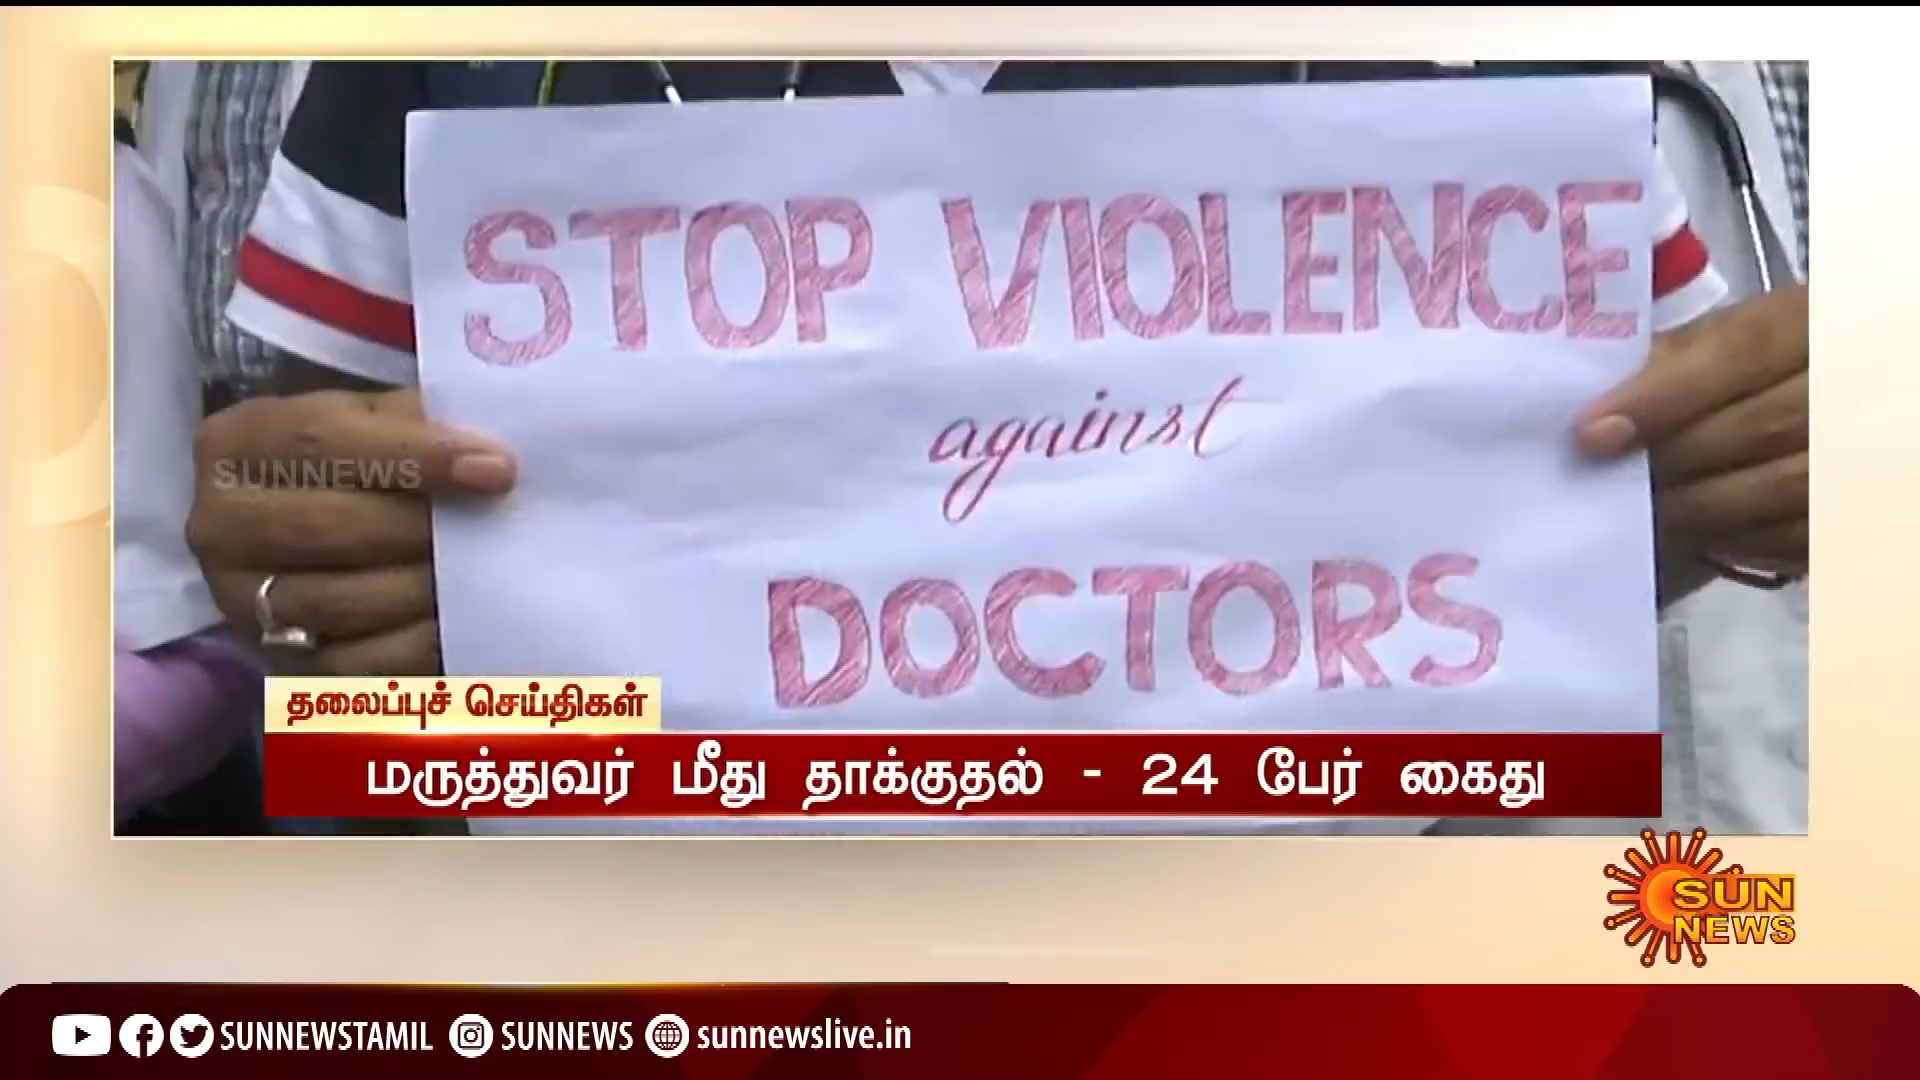 STOP VIOLENCE
against
DOCTORS
SUNNEWS
தலைப்புச் செய்திகள்
மருத்துவர் மீது தாக்குதல் - 24 பேர் கைது
SUN
NEWS
SUNNEWSTAMIL SUNNEWS sunnewslive.in